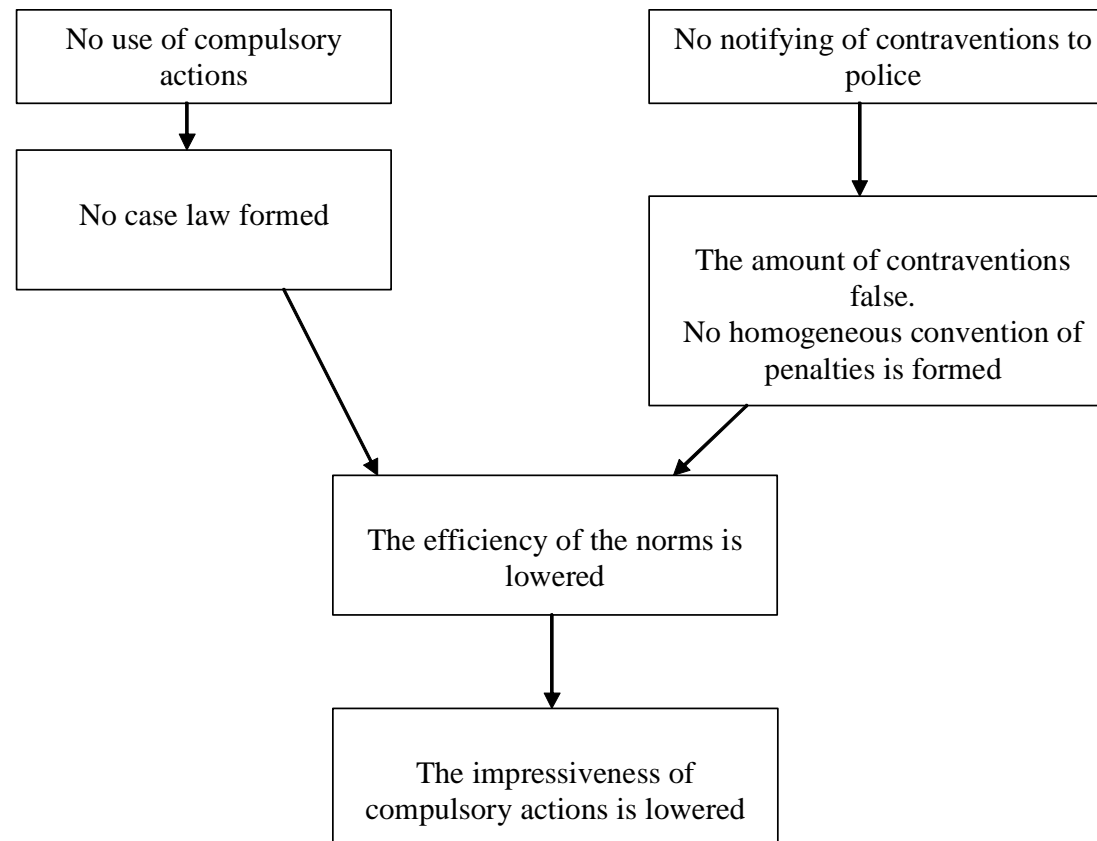 No use of compulsory
actions
No notifying of contraventions to
police
No case law formed
The amount of contraventions
false.
No homogeneous convention of
penalties is formed
The efficiency of the norms is
lowered
The impressiveness of
compulsory actions is lowered